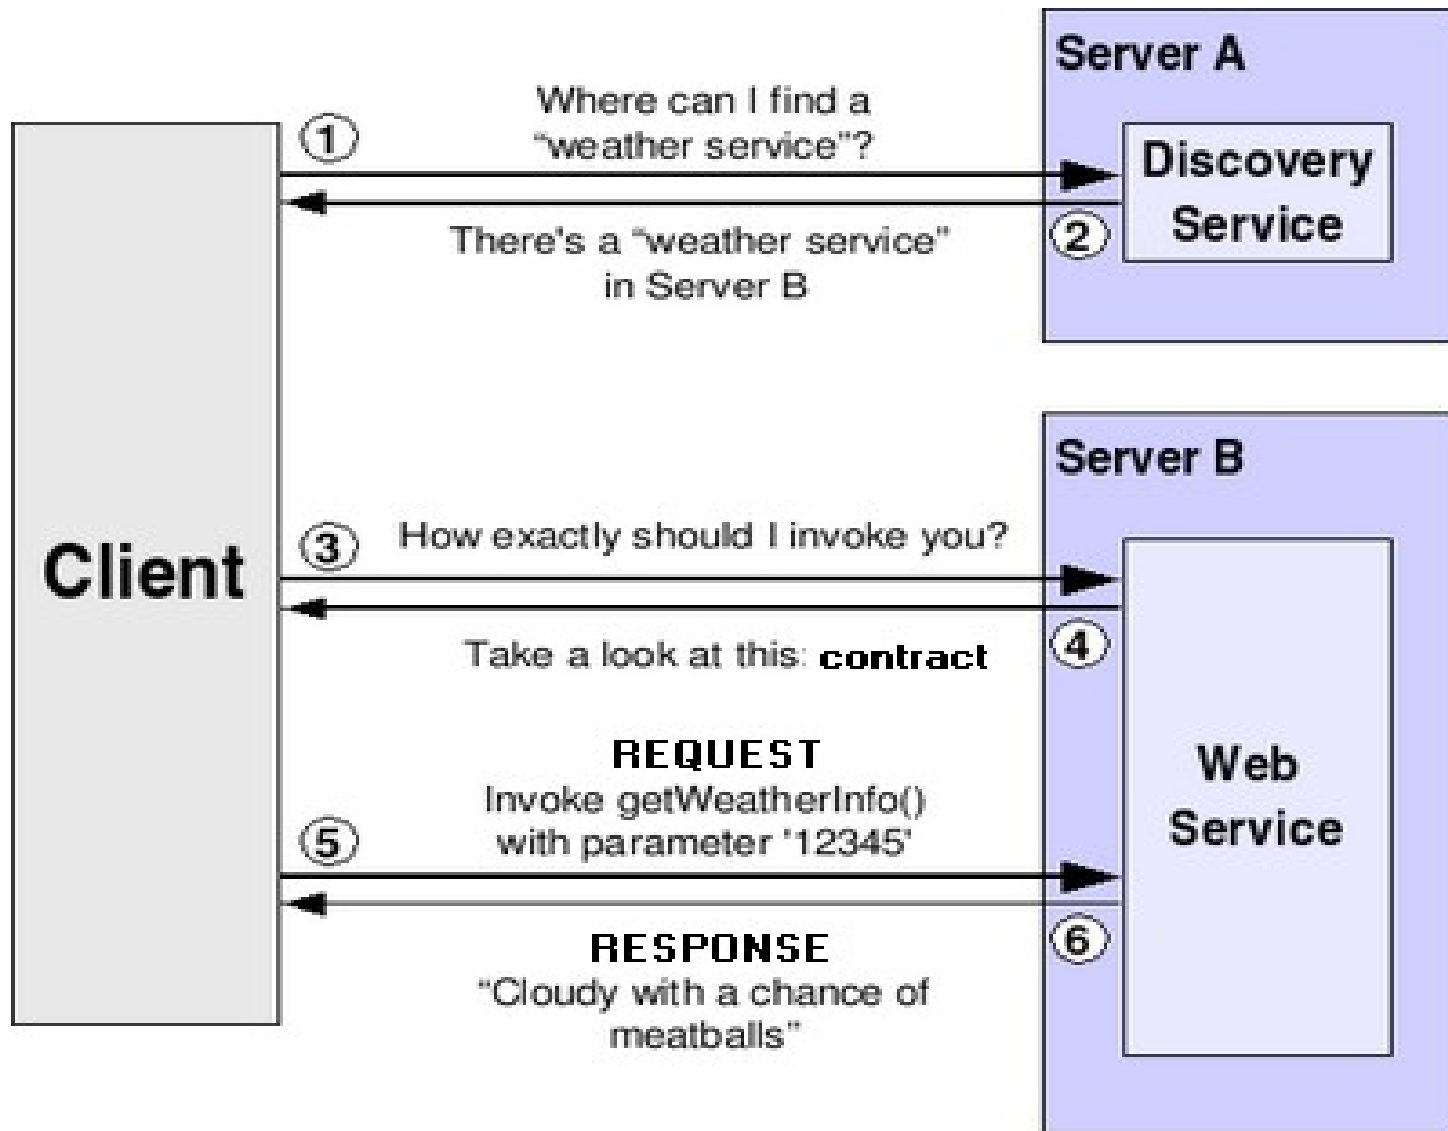 Server A
Where can I find a
“weather service”?
①
Discovery
Service
There's a “weather service”
in Server B
②
Server B
Client
③
How exactly should I invoke you?
Take a look at this: contract
④
REQUEST
Invoke getWeatherInfo()
with parameter '12345'
⑤
Web
Service
RESPONSE
“Cloudy with a chance of
meatballs”
⑥